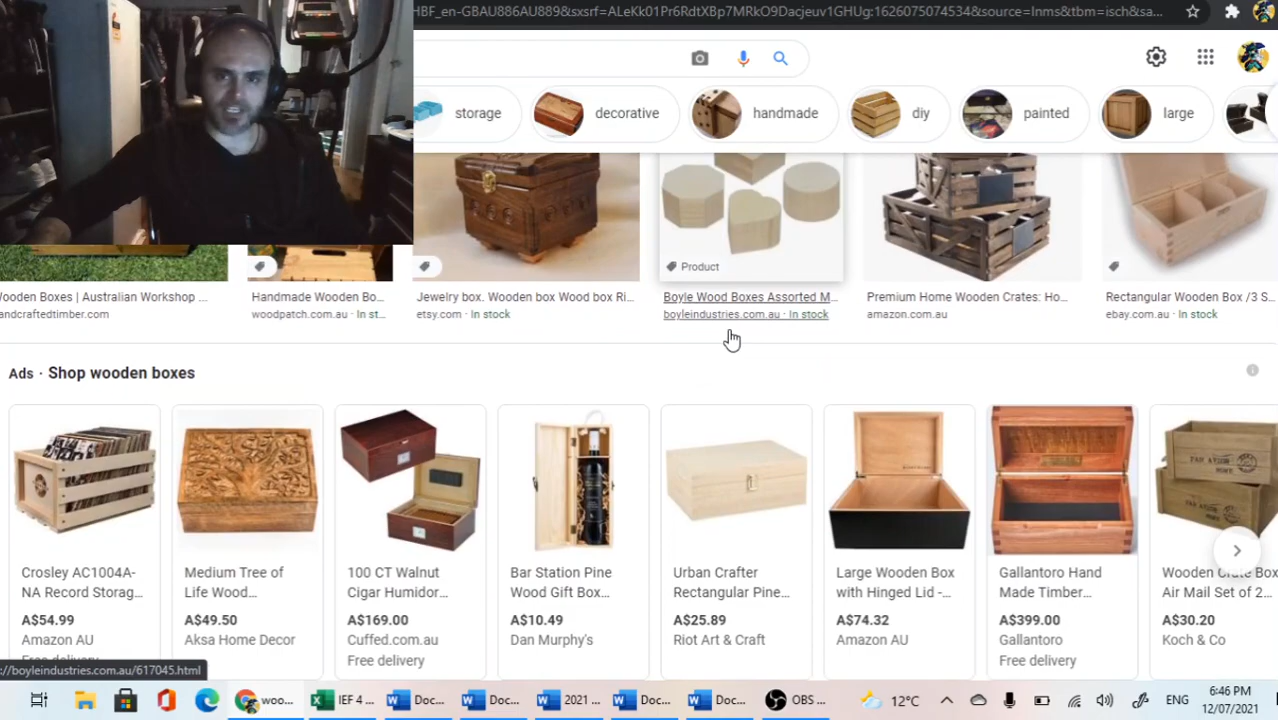 HBF_en-GBAU886AU889&sxsrf=ALeKk01Pr6RdtXBp7MRkO9Dacjev1GHUg:1626075074534&source=lnms&tbm=isch&sa...
storage
decorative
handmade
diy
painted
large
Product
Wooden Boxes | Australian Workshop ...
andcraftedtimber.com
Handmade Wooden Bo...
woodpatch.com.au · In st...
Jewelry box. Wooden box Wood box Ri...
etsy.com · In stock
Boyle Wood Boxes Assorted M...
boyleindustries.com.au · In stock
Premium Home Wooden Crates: Ho...
amazon.com.au
Rectangular Wooden Box /3 S...
ebay.com.au · In stock
Ads · Shop wooden boxes
PAR AVION
HOME
Crosley AC1004A-
NA Record Storag...
A$54.99
Amazon AU
Free delivery
Medium Tree of
Life Wood...
A$49.50
Aksa Home Decor
100 CT Walnut
Cigar Humidor...
A$169.00
Cuffed.com.au
Free delivery
Bar Station Pine
Wood Gift Box...
A$10.49
Dan Murphy's
Urban Crafter
Rectangular Pine...
A$25.89
Riot Art & Craft
Large Wooden Box
with Hinged Lid -...
A$74.32
Amazon AU
Gallantoro Hand
Made Timber...
A$399.00
Gallantoro
Free delivery
Wooden Crate Box
Air Mail Set of 2...
A$30.20
Koch & Co
://boyleindustries.com.au/617045.html
woo...
IEF 4 ...
Doc...
Doc...
2021 ...
Doc...
Doc...
OBS ...
12°C
ENG
6:46 PM
12/07/2021